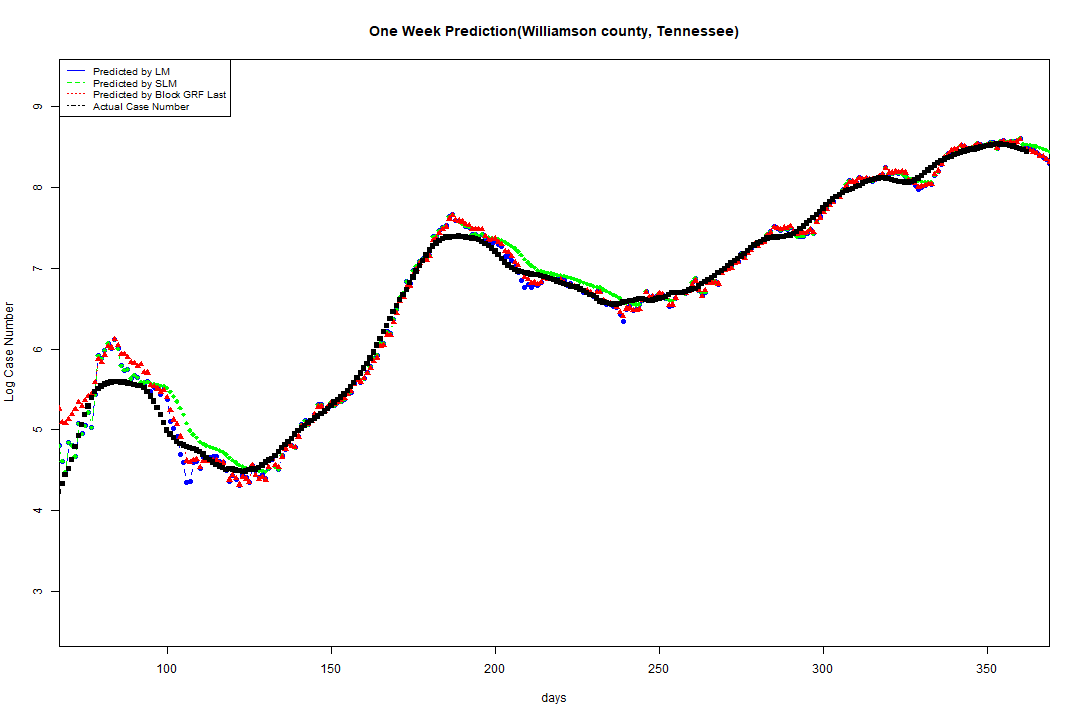 One Week Prediction(Williamson county, Tennessee)
Predicted by LM
Predicted by SLM
Predicted by Block GRF Last
Actual Case Number
9
8
7
6
5
4
3
Log Case Number
100 150 200 250 300 350
days